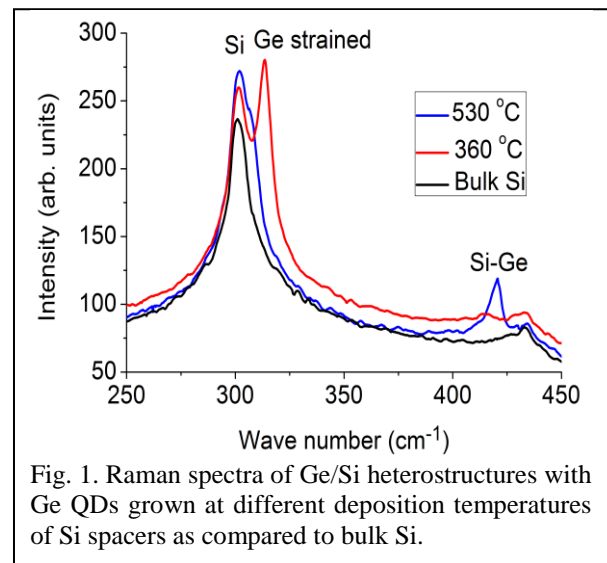 Si Ge strained
300
250
200
150
100
50
Intensity (arb. units)
530 °C
360 °C
Bulk Si
Si-Ge
250 300 350 400 450
Wave number (cm⁻¹)
Fig. 1. Raman spectra of Ge/Si heterostructures with
Ge QDs grown at different deposition temperatures
of Si spacers as compared to bulk Si.